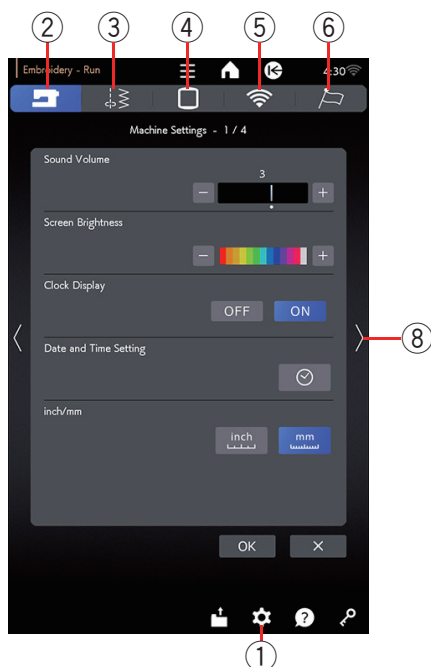 ② ③ ④ ⑤ ⑥
Embroidery - Run 4:30
Machine Settings - 1 / 4
Sound Volume
3
− +
Screen Brightness
− +
Clock Display
OFF ON
Date and Time Setting
inch/mm
inch mm
⑧
OK ×
?
①